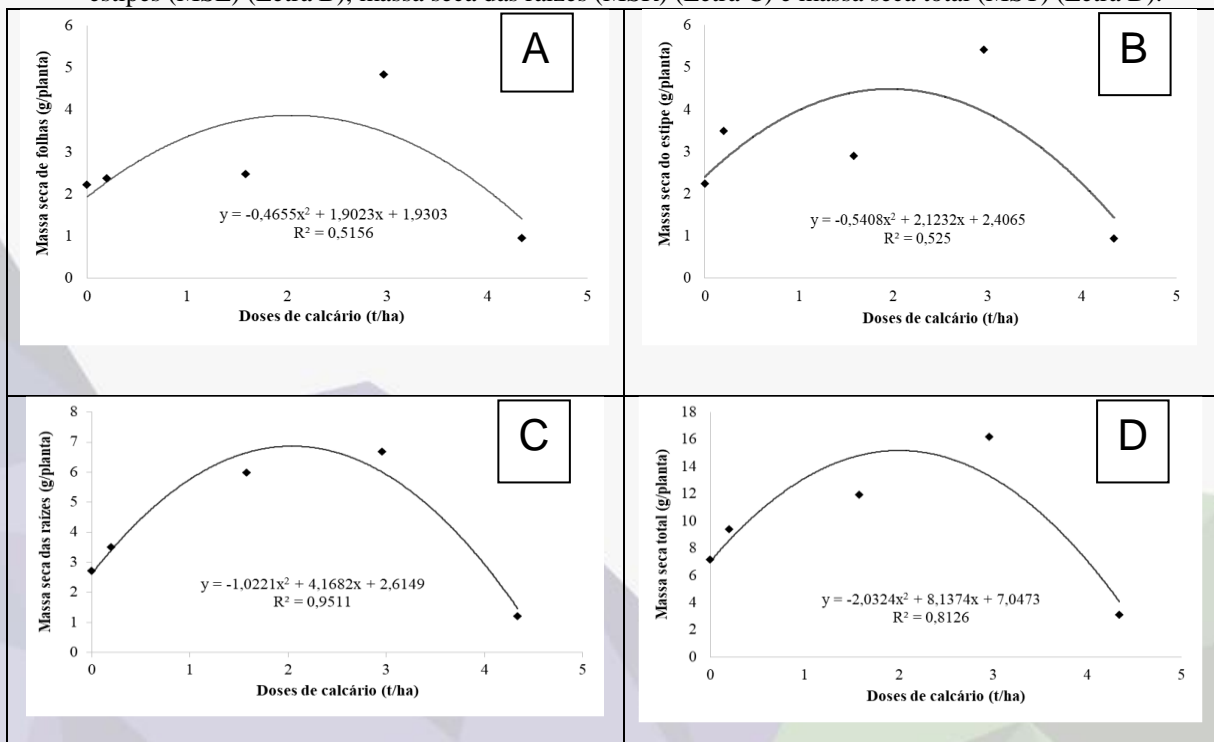 estipes (MSE) (Letra B), massa seca das raízes (MSR) (Letra C) e massa seca total (MST) (Letra D).
A
Massa seca de folhas (g/planta)
6
5
4
3
2
1
0
y = -0,4655x² + 1,9023x + 1,9303
R² = 0,5156
0 1 2 3 4 5
Doses de calcário (t/ha)
B
Massa seca do estipe (g/planta)
6
5
4
3
2
1
0
y = -0,5408x² + 2,1232x + 2,4065
R² = 0,525
0 1 2 3 4 5
Doses de calcário (t/ha)
C
Massa seca das raízes (g/planta)
8
7
6
5
4
3
2
1
0
y = -1,0221x² + 4,1682x + 2,6149
R² = 0,9511
0 1 2 3 4 5
Doses de calcário (t/ha)
D
Massa seca total (g/planta)
18
16
14
12
10
8
6
4
2
0
y = -2,0324x² + 8,1374x + 7,0473
R² = 0,8126
0 1 2 3 4 5
Doses de calcário (t/ha)